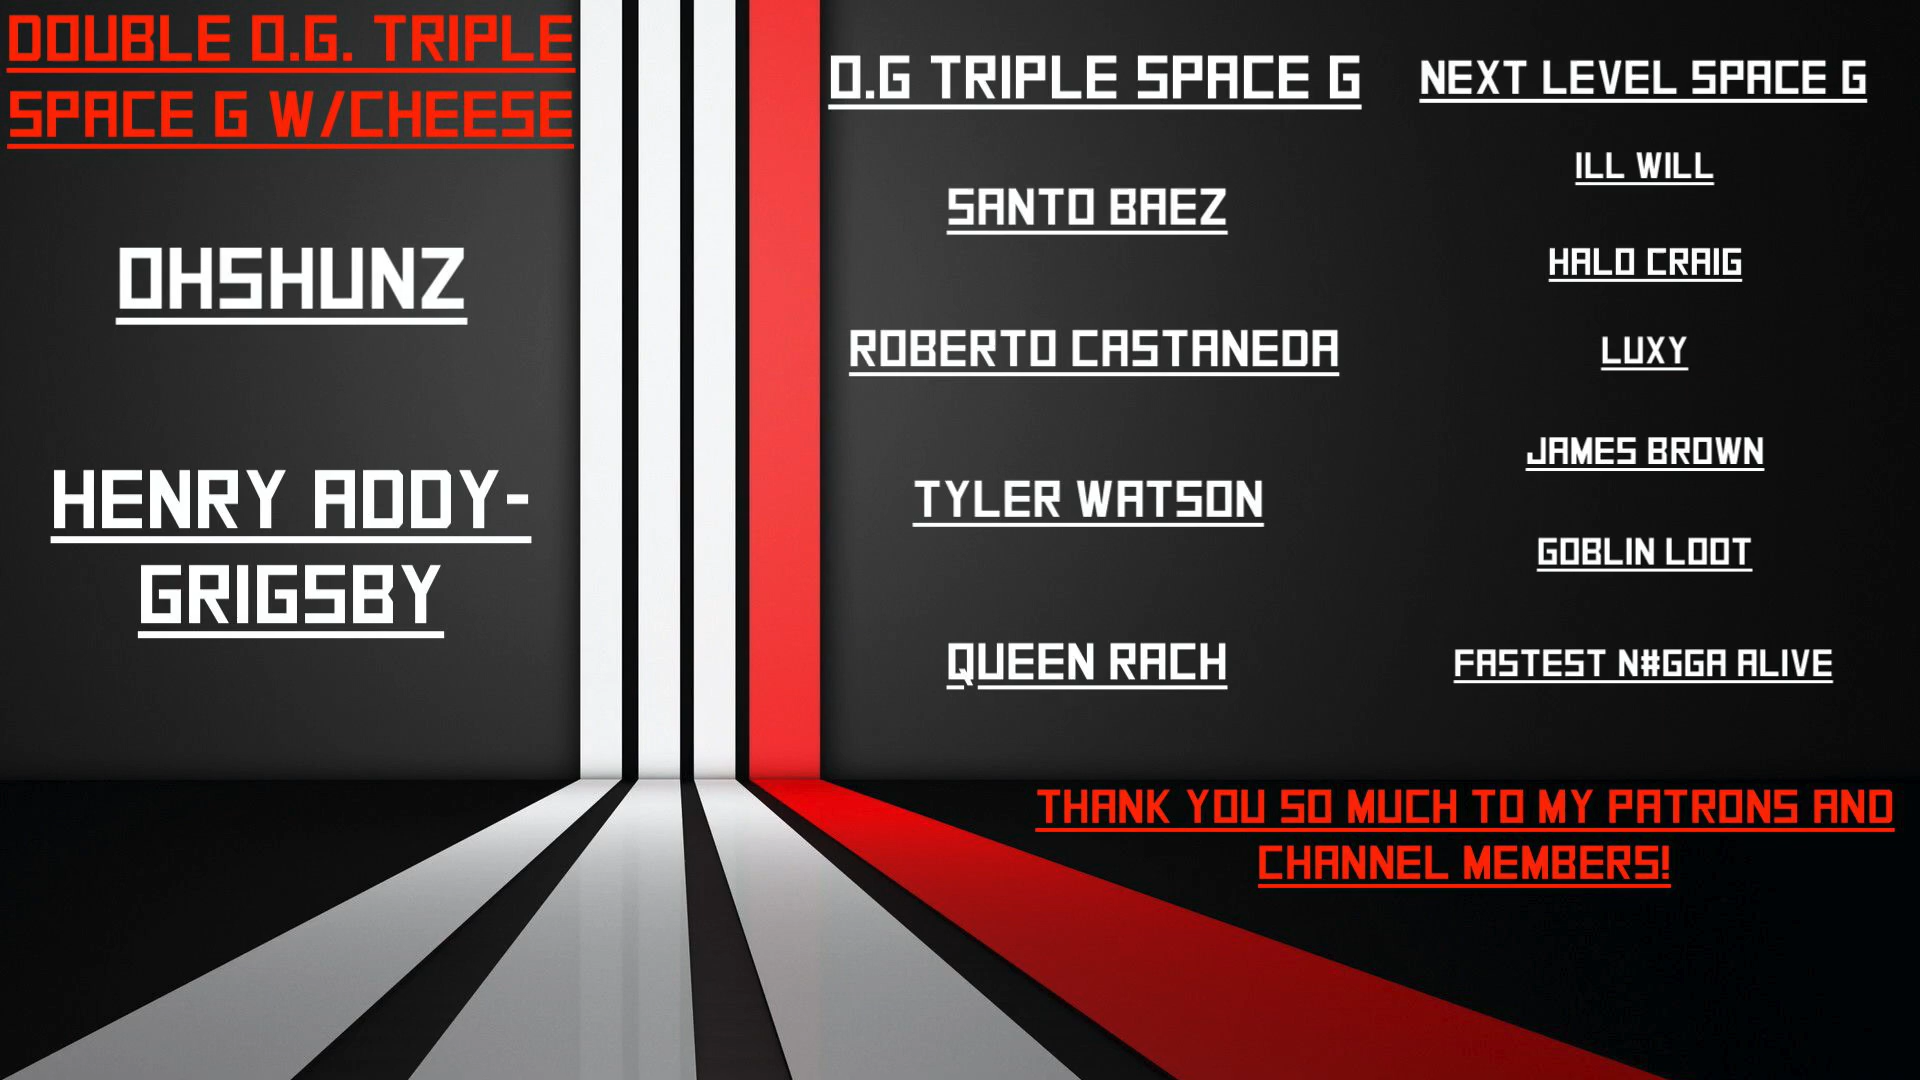 DOUBLE O.G. TRIPLE
SPACE G W/CHEESE
OHSHUNZ
HENRY ADDY-
GRIGSBY
O.G TRIPLE SPACE G
SANTO BAEZ
ROBERTO CASTANEDA
TYLER WATSON
QUEEN RACH
NEXT LEVEL SPACE G
ILL WILL
HALO CRAIG
LUXY
JAMES BROWN
GOBLIN LOOT
FASTEST N#GGA ALIVE
THANK YOU SO MUCH TO MY PATRONS AND
CHANNEL MEMBERS!